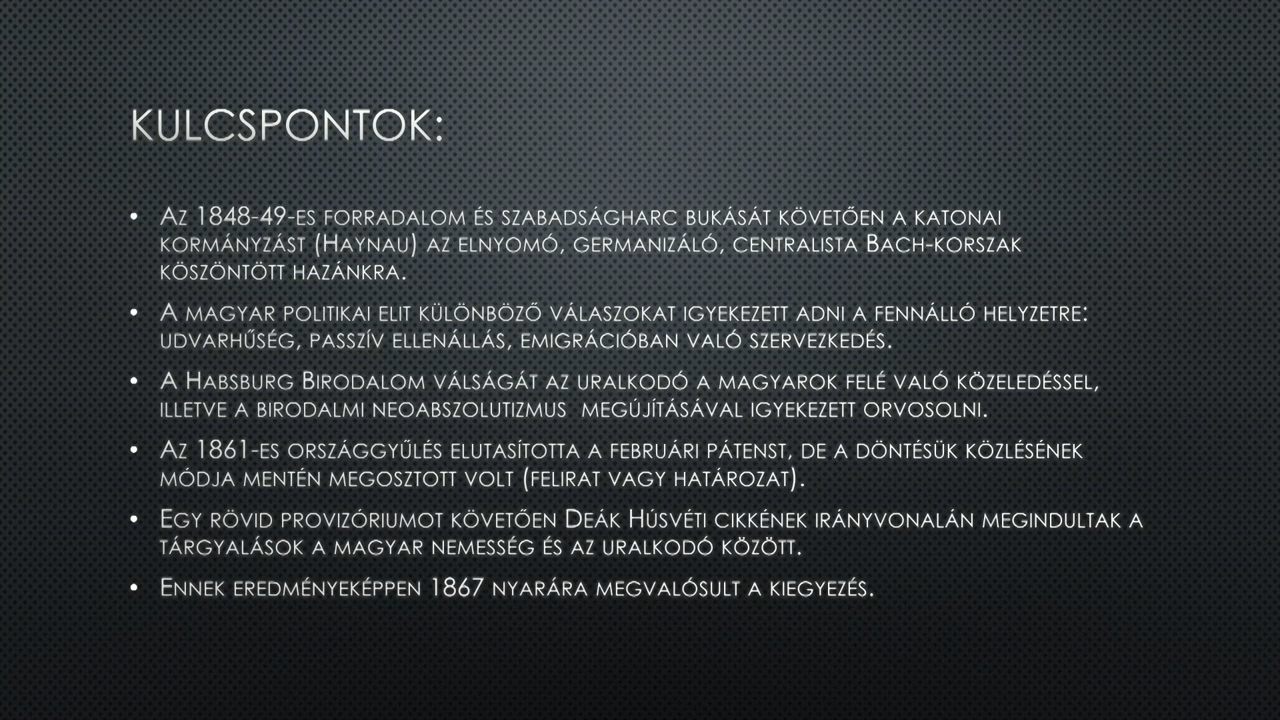 KULCSPONTOK:
• Az 1848-49-es forradalom és szabadságharc bukását követően a katonai
kormányzást (Haynau) az elnyomó, germanizáló, centralista Bach-korszak
köszöntött hazánkra.
• A magyar politikai elit különböző válaszokat igyekezett adni a fennálló helyzetre:
udvarhűség, passzív ellenállás, emigrációban való szervezkedés.
• A Habsburg Birodalom válságát az uralkodó a magyarok felé való közeledéssel,
illetve a birodalmi neoabszolutizmus megújításával igyekezett orvosolni.
• Az 1861-es országgyűlés elutasította a februári pátenst, de a döntésük közlésének
módja mentén megosztott volt (felirat vagy határozat).
• Egy rövid provizóriumot követően Deák Húsvéti cikkének irányvonalán megindultak a
tárgyalások a magyar nemesség és az uralkodó között.
• Ennek eredményeképpen 1867 nyarára megvalósult a kiegyezés.